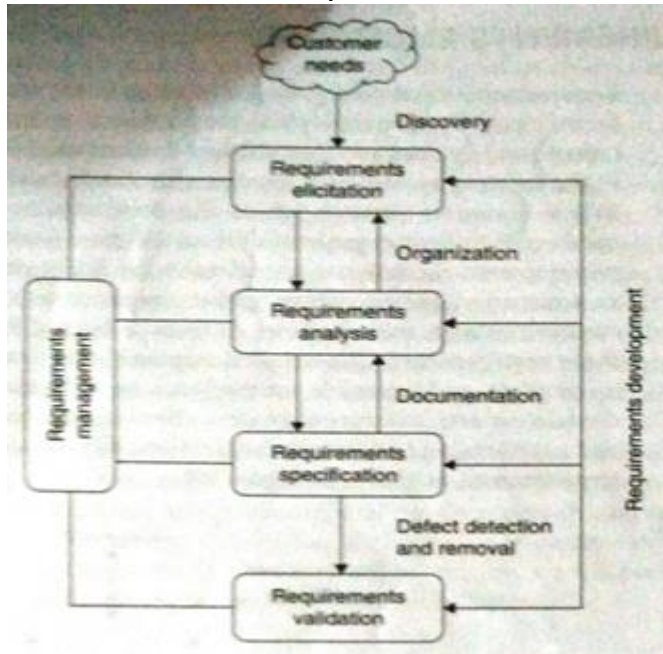 Customer
needs
Discovery
Requirements
elicitation
Organization
Requirements
analysis
Requirements
management
Documentation
Requirements development
Requirements
specification
Defect detection
and removal
Requirements
validation